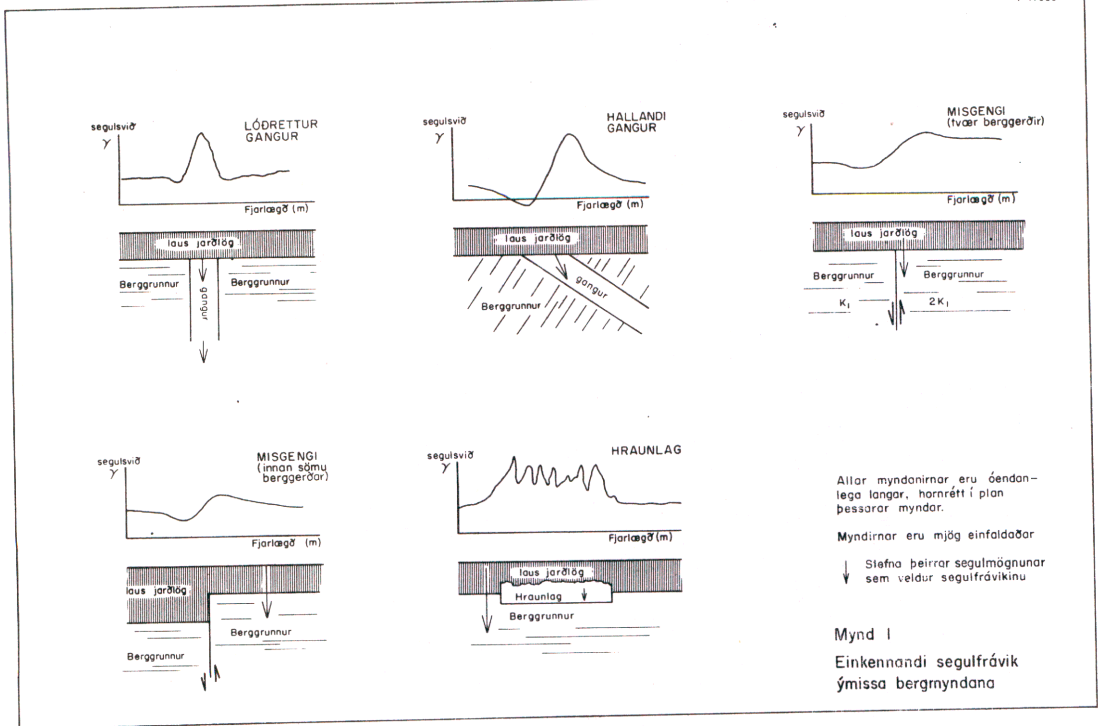 segulsvið
γ
LÓÐRETTUR
GANGUR
Fjarlægð (m)
laus jarðlög
Berggrunnur
gangur
Berggrunnur
segulsvið
γ
HALLANDI
GANGUR
Fjarlægð (m)
laus jarðlög
gangur
Berggrunnur
segulsvið
γ
MISGENGI
(tvær berggerðir)
Fjarlægð (m)
laus jarðlög
Berggrunnur
Berggrunnur
K₁
2K₁
segulsvið
γ
MISGENGI
(innan sömu
berggerðar)
Fjarlægð (m)
laus jarðlög
Berggrunnur
Berggrunnur
segulsvið
γ
HRAUNLAG
Fjarlægð (m)
laus jarðlög
Hraunlag
Berggrunnur
Allar myndanirnar eru óendan-
lega langar, hornrétt í plan
þessarar myndar.
Myndirnar eru mjög einfaldaðar
Stefna þeirrar segulmögnunar
sem veldur segulfrávikinu
Mynd 1
Einkennandi segulfrávik
ýmissa bergmyndana